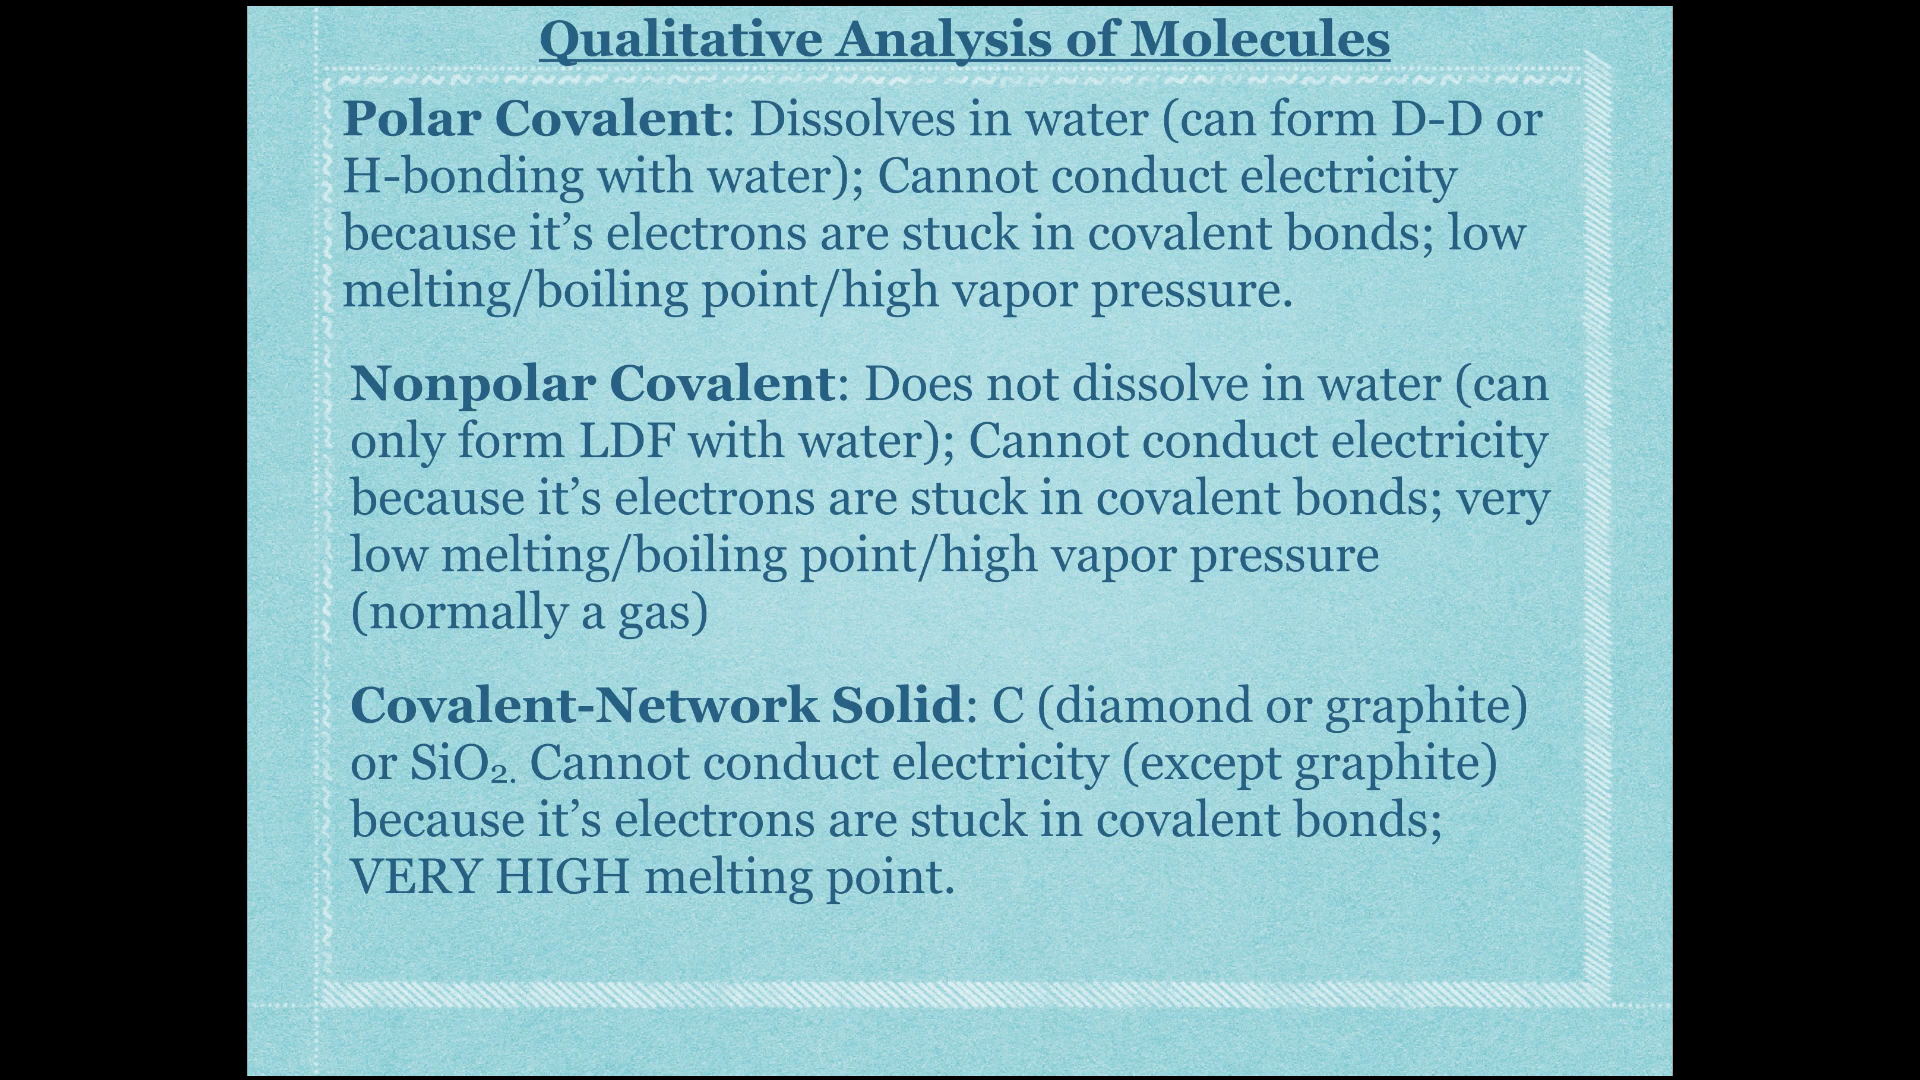 Qualitative Analysis of Molecules
Polar Covalent: Dissolves in water (can form D-D or
H-bonding with water); Cannot conduct electricity
because it’s electrons are stuck in covalent bonds; low
melting/boiling point/high vapor pressure.
Nonpolar Covalent: Does not dissolve in water (can
only form LDF with water); Cannot conduct electricity
because it’s electrons are stuck in covalent bonds; very
low melting/boiling point/high vapor pressure
(normally a gas)
Covalent-Network Solid: C (diamond or graphite)
or SiO₂. Cannot conduct electricity (except graphite)
because it’s electrons are stuck in covalent bonds;
VERY HIGH melting point.